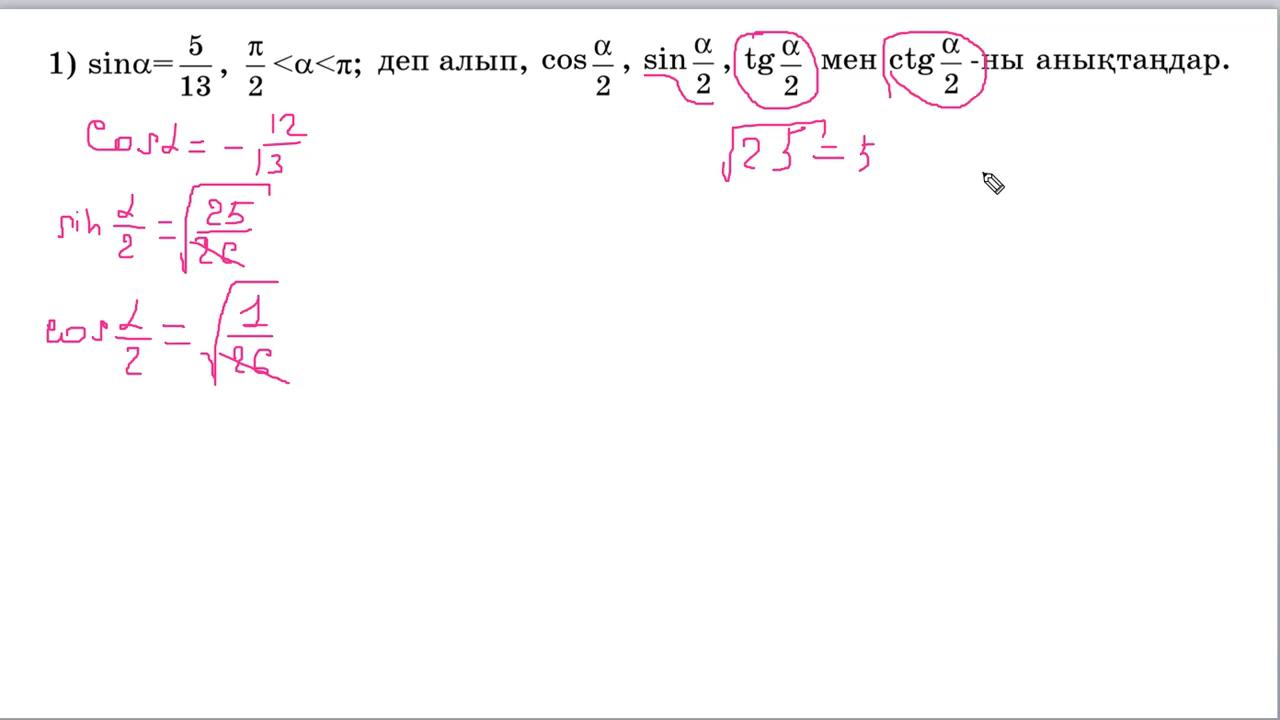 1) sinα=5/13, π/2<α<π; деп алып, cos α/2, sin α/2, tg α/2 мен ctg α/2-ны анықтаңдар.
cosα = - 12/13
√25 = 5
sin α/2 = √(25/26)
cos α/2 = √(1/26)